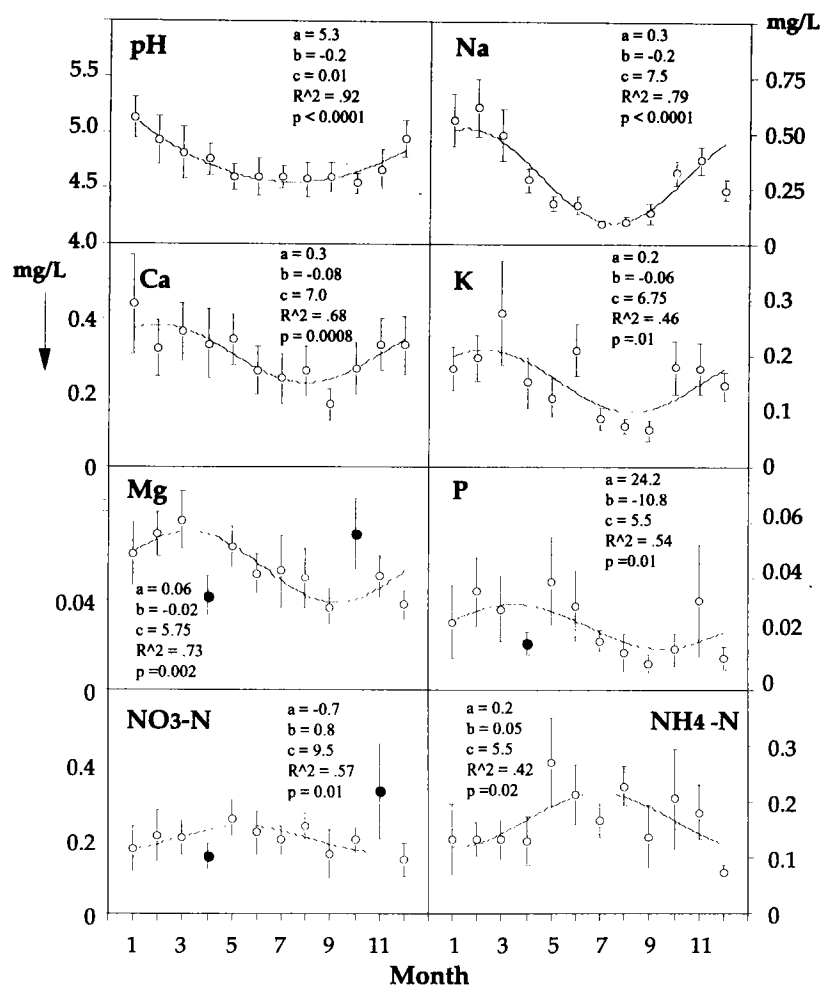 mg/L
pH
a = 5.3
b = -0.2
c = 0.01
R^2 = .92
p < 0.0001
5.5
5.0
4.5
4.0
Na
a = 0.3
b = -0.2
c = 7.5
R^2 = .79
p < 0.0001
0.75
0.50
0.25
0
mg/L
Ca
a = 0.3
b = -0.08
c = 7.0
R^2 = .68
p = 0.0008
0.4
0.2
0
K
a = 0.2
b = -0.06
c = 6.75
R^2 = .46
p =.01
0.3
0.2
0.1
0
Mg
a = 0.06
b = -0.02
c = 5.75
R^2 = .73
p =0.002
0.04
0
P
a = 24.2
b = -10.8
c = 5.5
R^2 = .54
p =0.01
0.06
0.04
0.02
0
NO3-N
a = -0.7
b = 0.8
c = 9.5
R^2 = .57
p = 0.01
0.4
0.2
0
NH4 -N
a = 0.2
b = 0.05
c = 5.5
R^2 = .42
p =0.02
0.3
0.2
0.1
0
1 3 5 7 9 11
1 3 5 7 9 11
Month